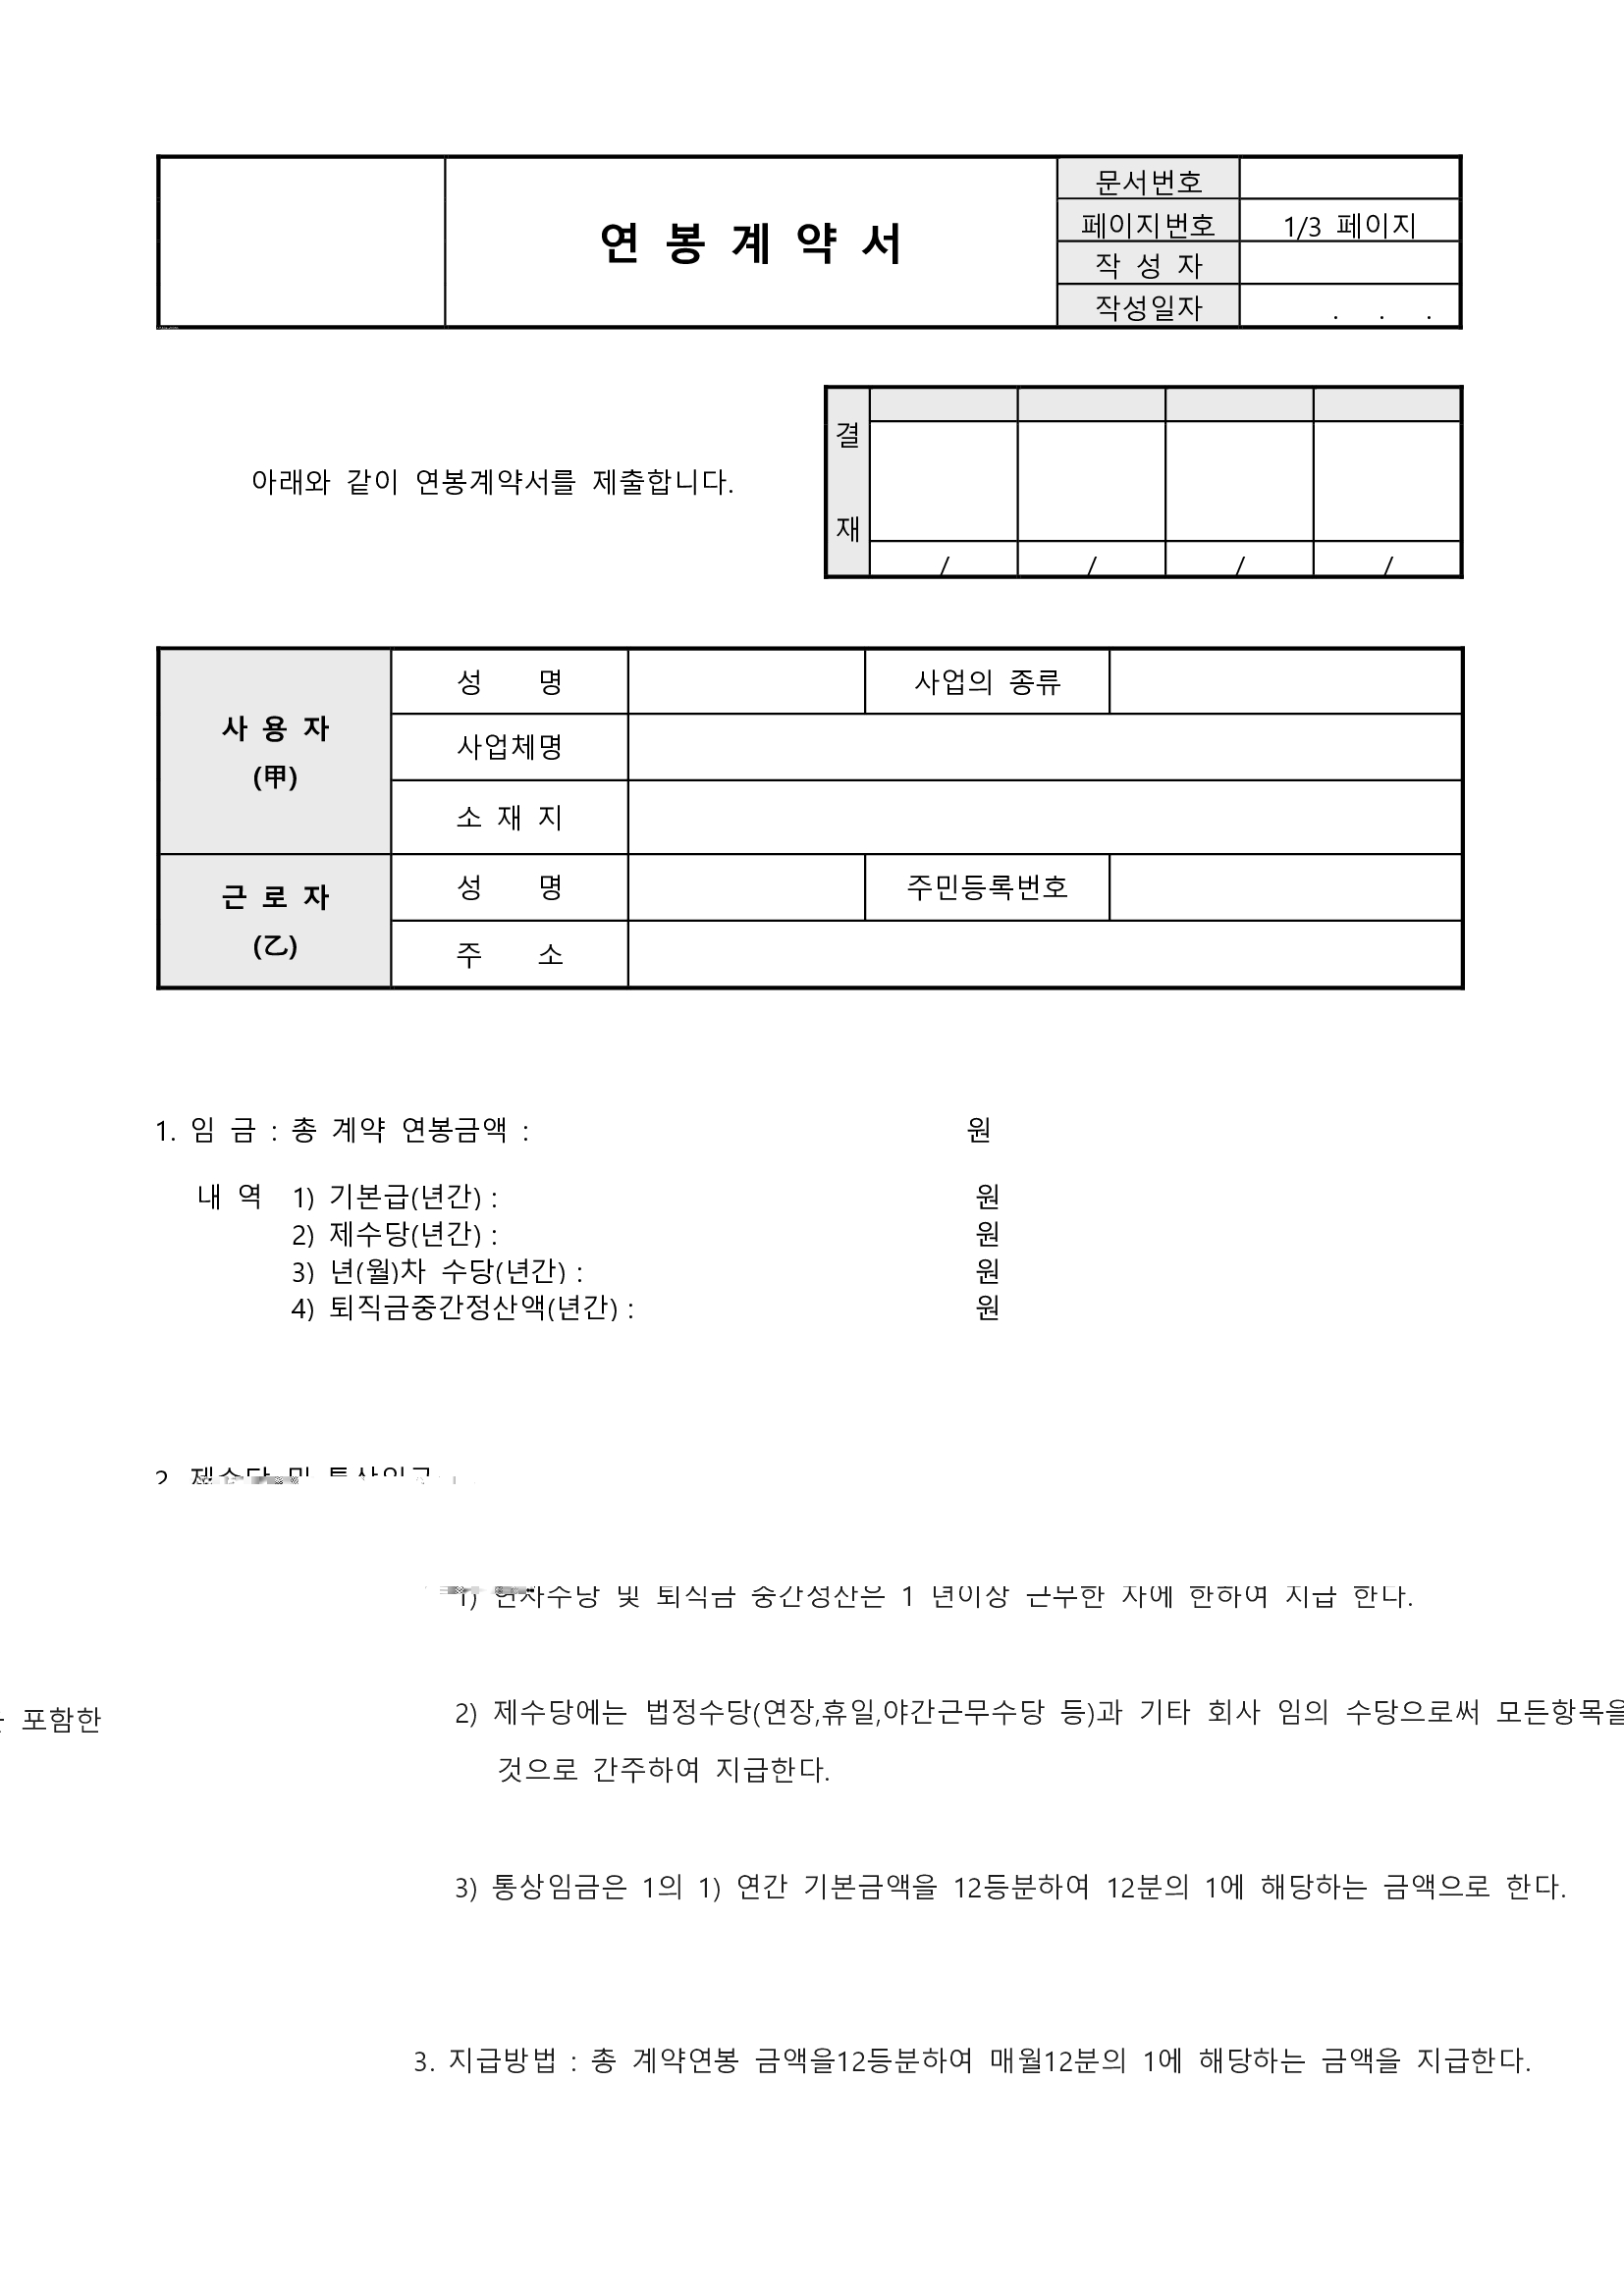 연 봉 계 약 서
문서번호
페이지번호 1/3 페이지
작 성 자
작성일자 . . .
아래와 같이 연봉계약서를 제출합니다.
결
재
/ / / /
사 용 자
(甲)
성 명 사업의 종류
사업체명
소 재 지
근 로 자
(乙)
성 명 주민등록번호
주 소
1. 임 금 : 총 계약 연봉금액 : 원
내 역 1) 기본급(년간) : 원
2) 제수당(년간) : 원
3) 년(월)차 수당(년간) : 원
4) 퇴직금중간정산액(년간) : 원
2. 제수당 및 통상임금
1) 연차수당 및 퇴직금 중간정산은 1 년이상 근무한 자에 한하여 지급 한다.
2) 제수당에는 법정수당(연장,휴일,야간근무수당 등)과 기타 회사 임의 수당으로써 모든항목을
포함한
것으로 간주하여 지급한다.
3) 통상임금은 1의 1) 연간 기본금액을 12등분하여 12분의 1에 해당하는 금액으로 한다.
3. 지급방법 : 총 계약연봉 금액을12등분하여 매월12분의 1에 해당하는 금액을 지급한다.